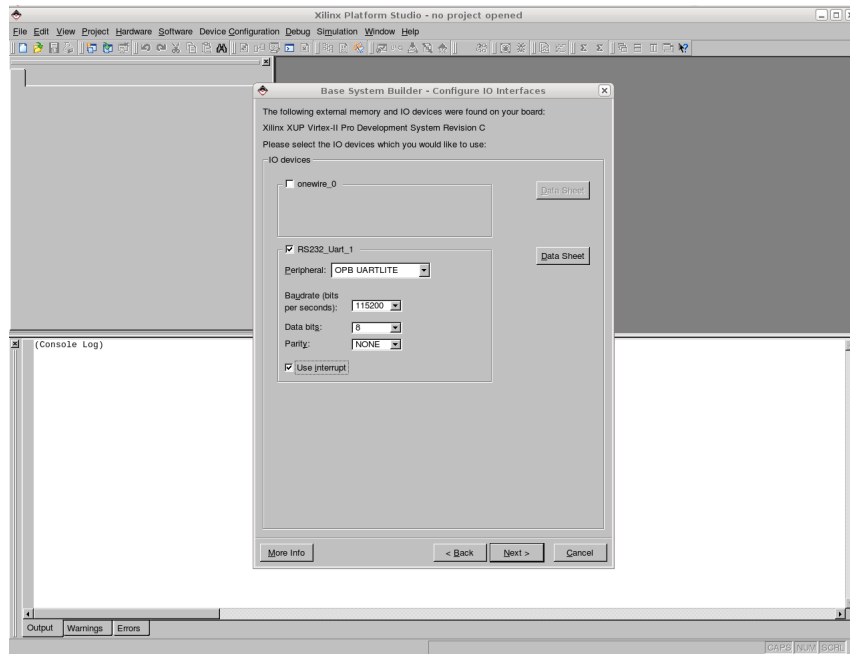 Xilinx Platform Studio - no project opened
File Edit View Project Hardware Software Device Configuration Debug Simulation Window Help
Base System Builder - Configure IO Interfaces
The following external memory and IO devices were found on your board:
Xilinx XUP Virtex-II Pro Development System Revision C
Please select the IO devices which you would like to use:
IO devices
onewire_0
Data Sheet
RS232_Uart_1
Data Sheet
Peripheral: OPB UARTLITE
Baudrate (bits
per seconds): 115200
Data bits: 8
Parity: NONE
Use interrupt
(Console Log)
More Info < Back Next > Cancel
Output Warnings Errors
CAPS NUM SCRL